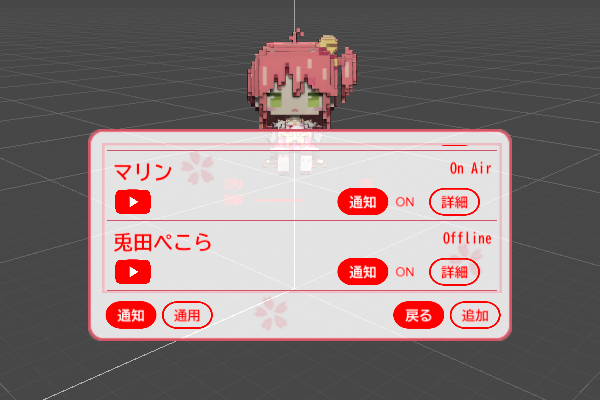 マリン
On Air
通知 ON 詳細
兎田ぺこら
Offline
通知 ON 詳細
通知 通用 戻る 追加